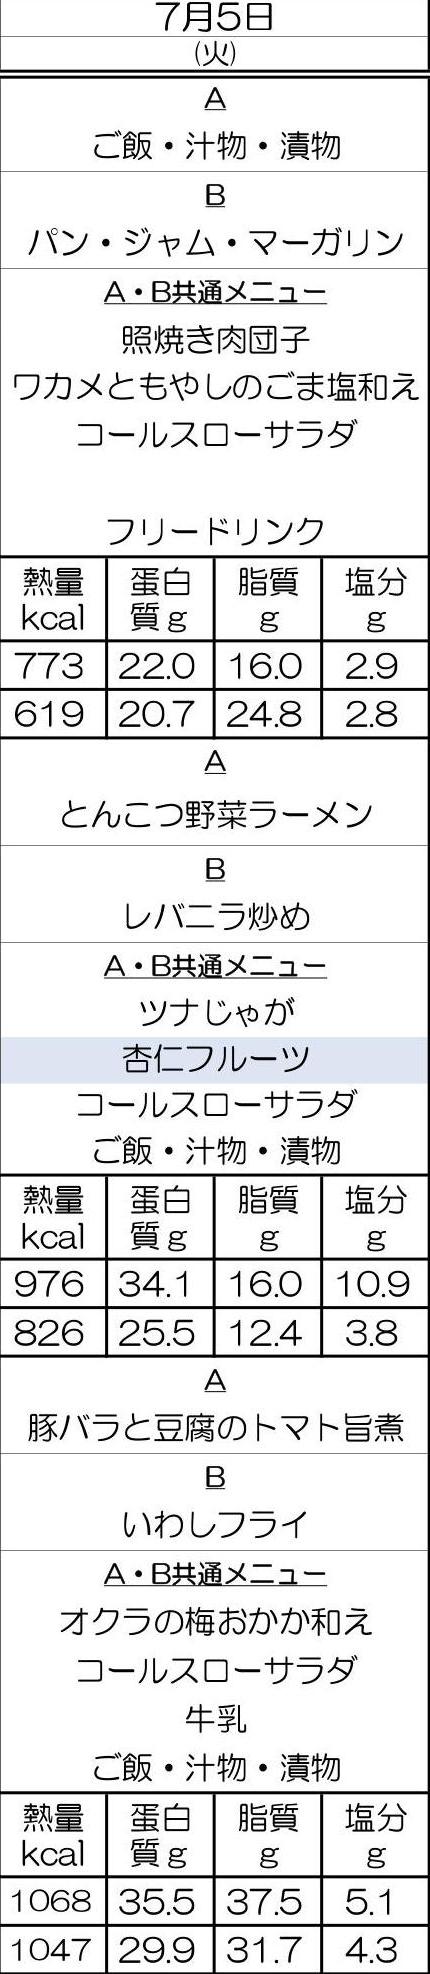 7月5日
(火)
A
ご飯・汁物・漬物
B
パン・ジャム・マーガリン
A・B共通メニュー
照焼き肉団子
ワカメともやしのごま塩和え
コールスローサラダ
フリードリンク
熱量 蛋白 脂質 塩分
kcal 質g g g
773 22.0 16.0 2.9
619 20.7 24.8 2.8
A
とんこつ野菜ラーメン
B
レバニラ炒め
A・B共通メニュー
ツナじゃが
杏仁フルーツ
コールスローサラダ
ご飯・汁物・漬物
熱量 蛋白 脂質 塩分
kcal 質g g g
976 34.1 16.0 10.9
826 25.5 12.4 3.8
A
豚バラと豆腐のトマト旨煮
B
いわしフライ
A・B共通メニュー
オクラの梅おかか和え
コールスローサラダ
牛乳
ご飯・汁物・漬物
熱量 蛋白 脂質 塩分
kcal 質g g g
1068 35.5 37.5 5.1
1047 29.9 31.7 4.3